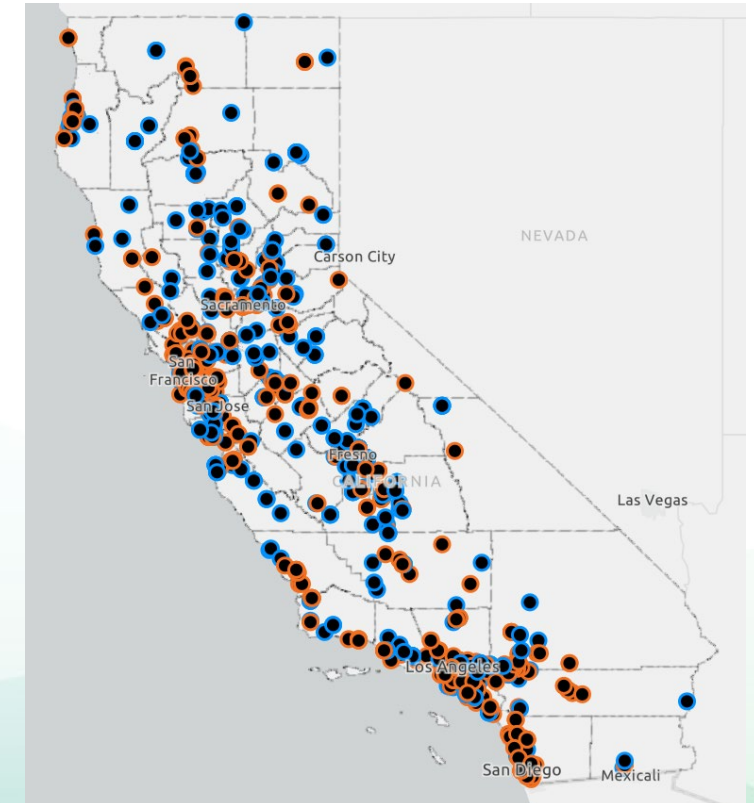 NEVADA
Carson City
Sacramento
San
Francisco
San Jose
Fresno
CALIFORNIA
Las Vegas
Los Angeles
San Diego
Mexicali